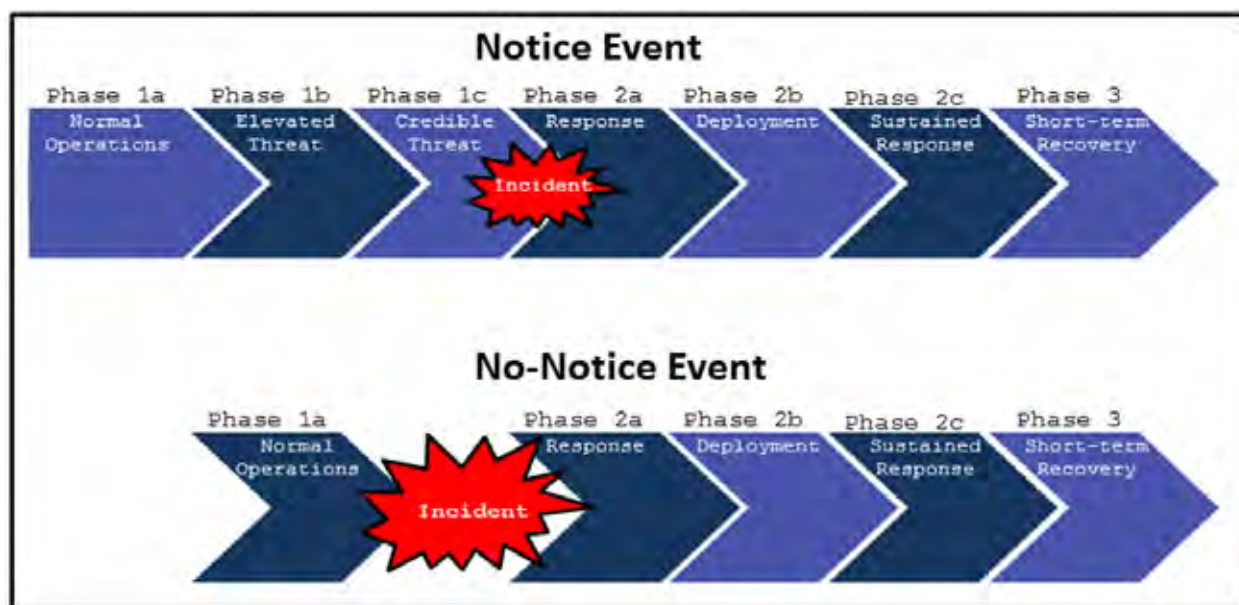 Notice Event
Phase 1a
Phase 1b
Phase 1c
Phase 2a
Phase 2b
Phase 2c
Phase 3
Normal
Operations
Elevated
Threat
Credible
Threat
Response
Deployment
Sustained
Response
Short-term
Recovery
Incident
No-Notice Event
Phase 1a
Phase 2a
Phase 2b
Phase 2c
Phase 3
Normal
Operations
Response
Deployment
Sustained
Response
Short-term
Recovery
Incident